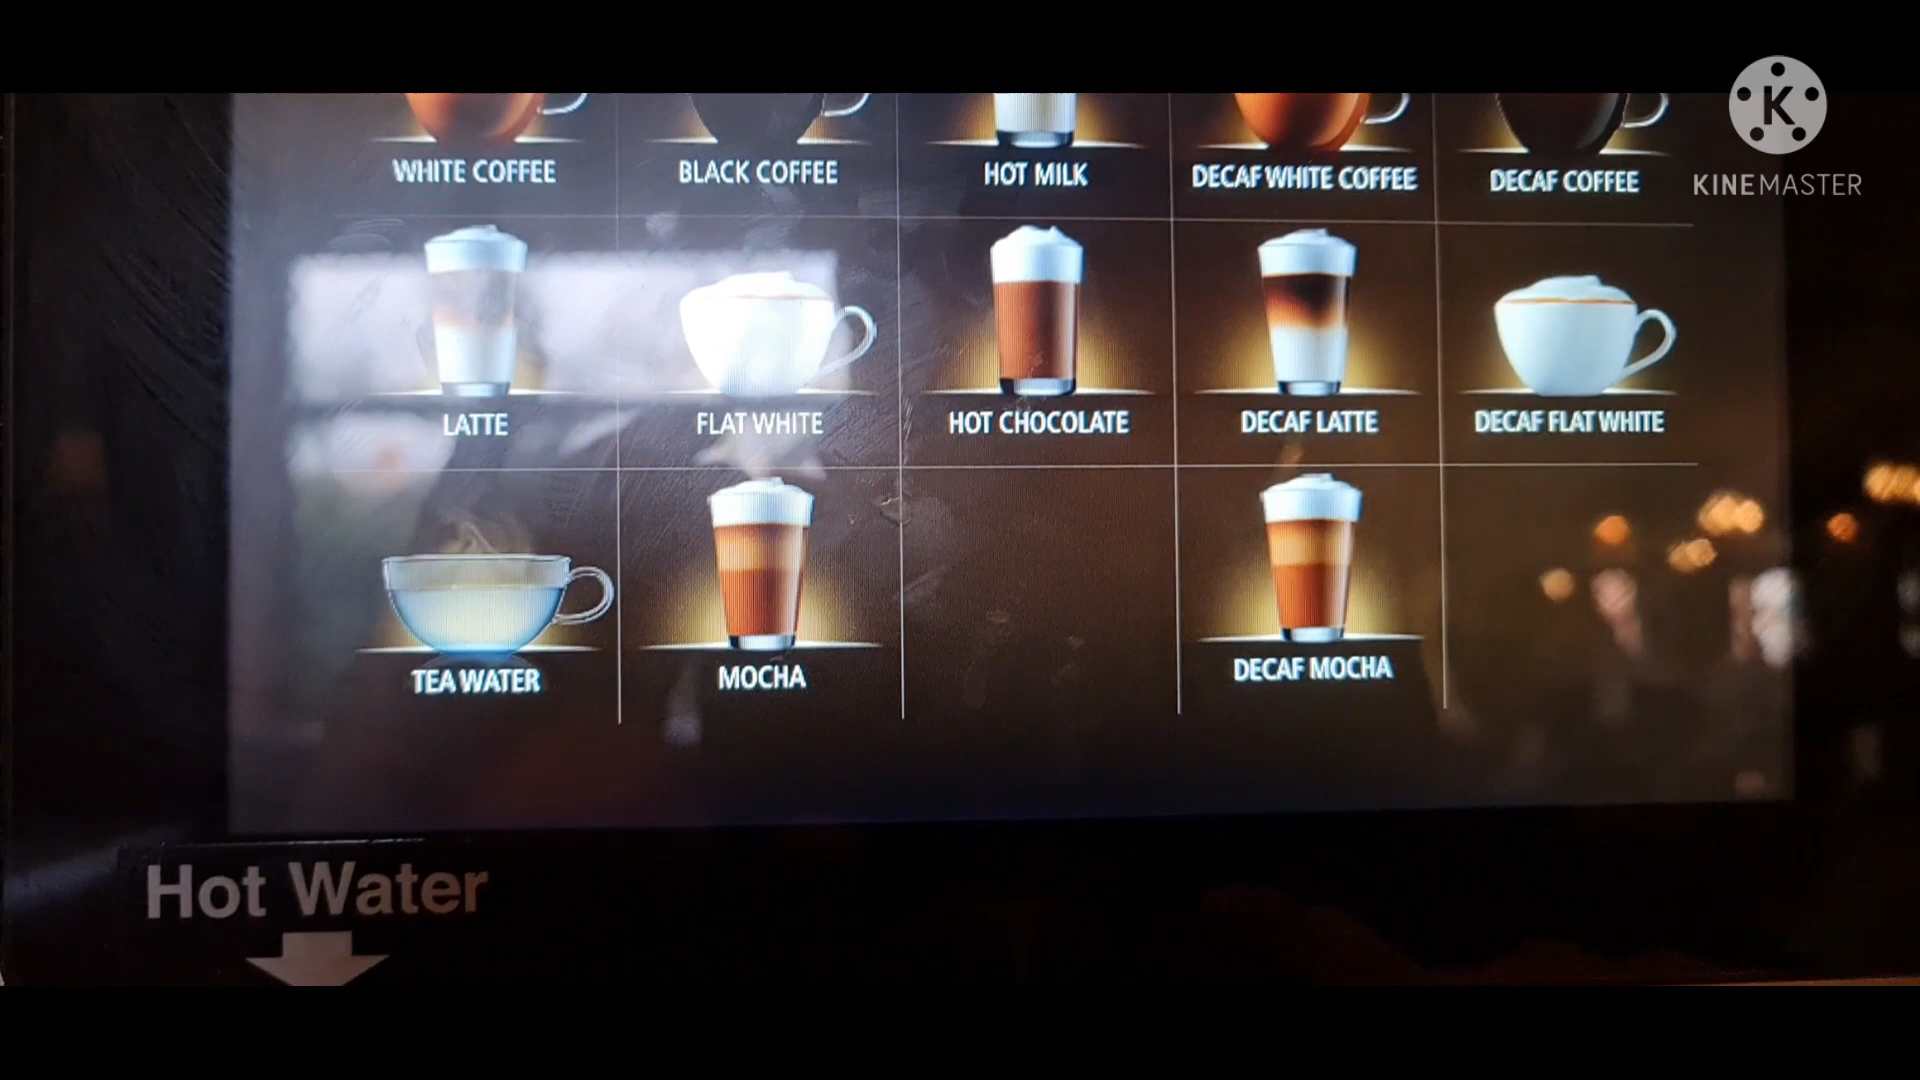 WHITE COFFEE
BLACK COFFEE
HOT MILK
DECAF WHITE COFFEE
DECAF COFFEE
K
KINEMASTER
LATTE
FLAT WHITE
HOT CHOCOLATE
DECAF LATTE
DECAF FLAT WHITE
TEA WATER
MOCHA
DECAF MOCHA
Hot Water